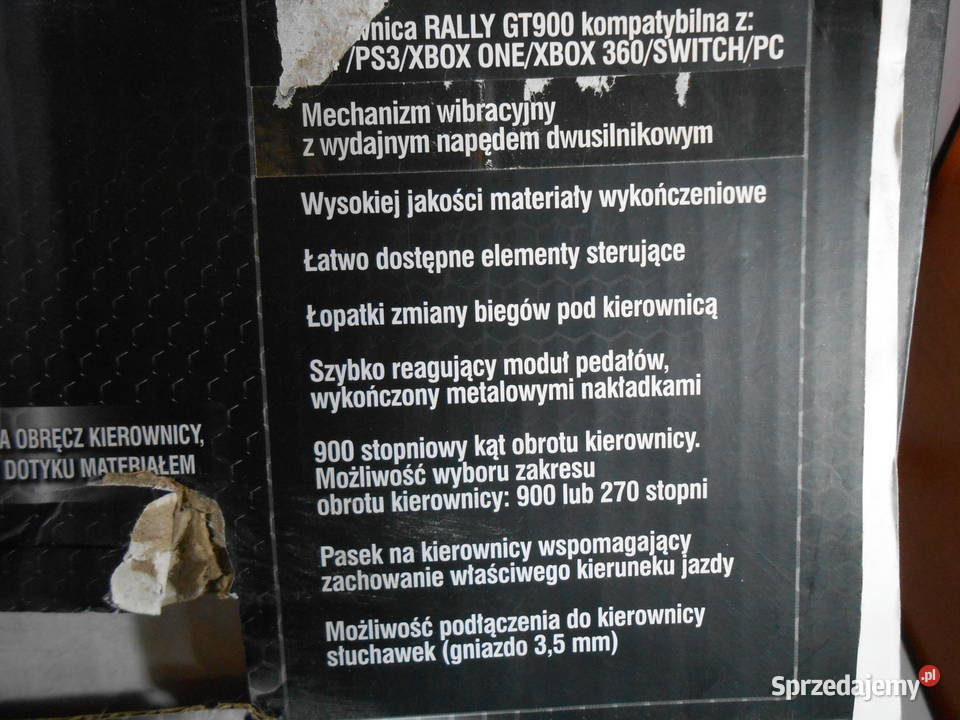 RALLY GT900 kompatybilna z:
/PS3/XBOX ONE/XBOX 360/SWITCH/PC
Mechanizm wibracyjny
z wydajnym napędem dwusilnikowym
Wysokiej jakości materiały wykończeniowe
Łatwo dostępne elementy sterujące
Łopatki zmiany biegów pod kierownicą
Szybko reagujący moduł pedałów,
wykończony metalowymi nakładkami
A OBRĘCZ KIEROWNICY,
DOTYKU MATERIAŁEM
900 stopniowy kąt obrotu kierownicy.
Możliwość wyboru zakresu
obrotu kierownicy: 900 lub 270 stopni
Pasek na kierownicy wspomagający
zachowanie właściwego kieruneku jazdy
Możliwość podłączenia do kierownicy
słuchawek (gniazdo 3,5 mm)
Sprzedajemy.pl